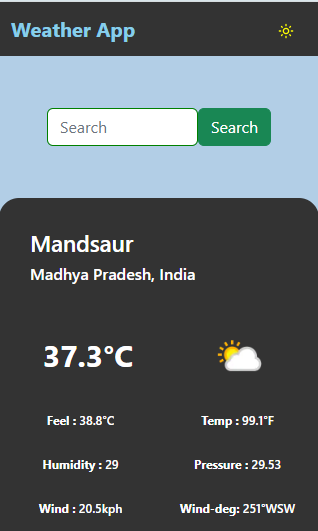 Weather App
Search Search
Mandsaur
Madhya Pradesh, India
37.3°C
Feel : 38.8°C Temp : 99.1°F
Humidity : 29 Pressure : 29.53
Wind : 20.5kph Wind-deg: 251°WSW